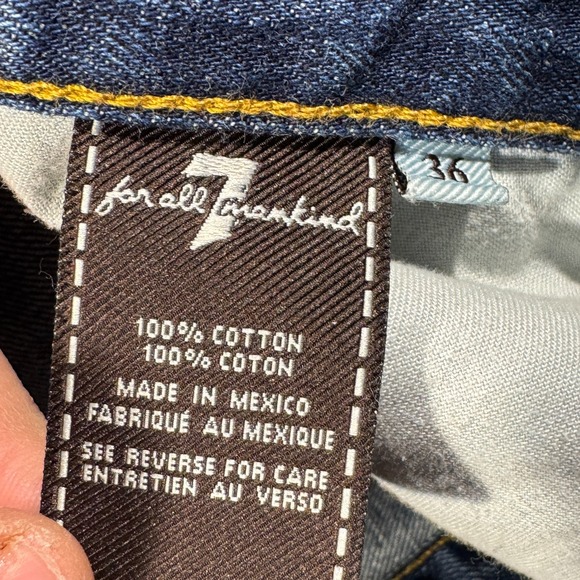 for all 7 mankind
36
100% COTTON
100% COTON
MADE IN MEXICO
FABRIQUÉ AU MEXIQUE
SEE REVERSE FOR CARE
ENTRETIEN AU VERSO